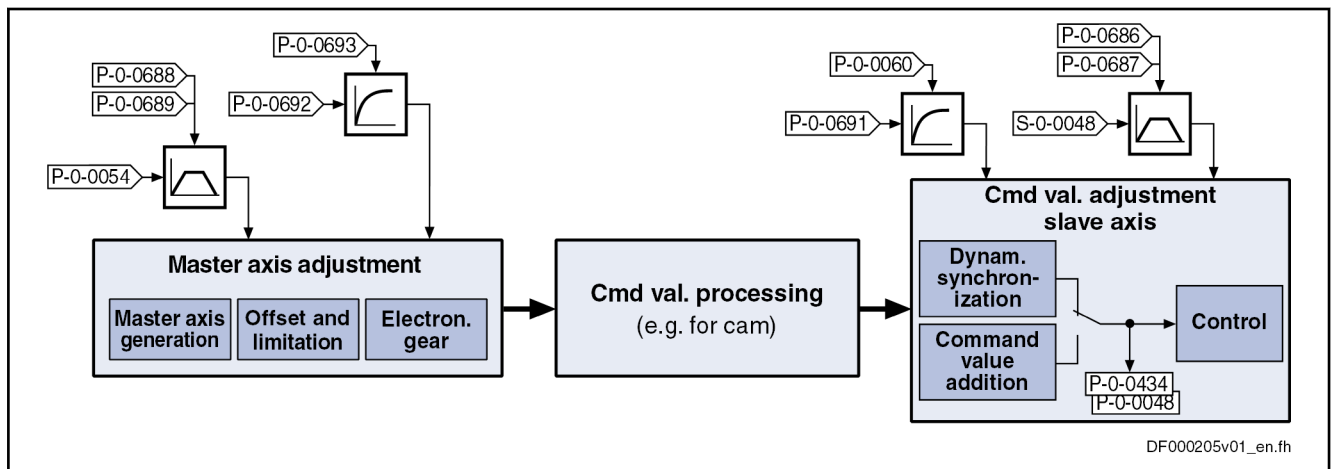 P-0-0693
P-0-0688
P-0-0689
P-0-0692
P-0-0054
P-0-0686
P-0-0060
P-0-0687
P-0-0691
S-0-0048
Master axis adjustment
Master axis
generation
Offset and
limitation
Electron.
gear
Cmd val. processing
(e.g. for cam)
Cmd val. adjustment
slave axis
Dynam.
synchron-
ization
Command
value
addition
Control
P-0-0434
P-0-0048
DF000205v01_en.fh